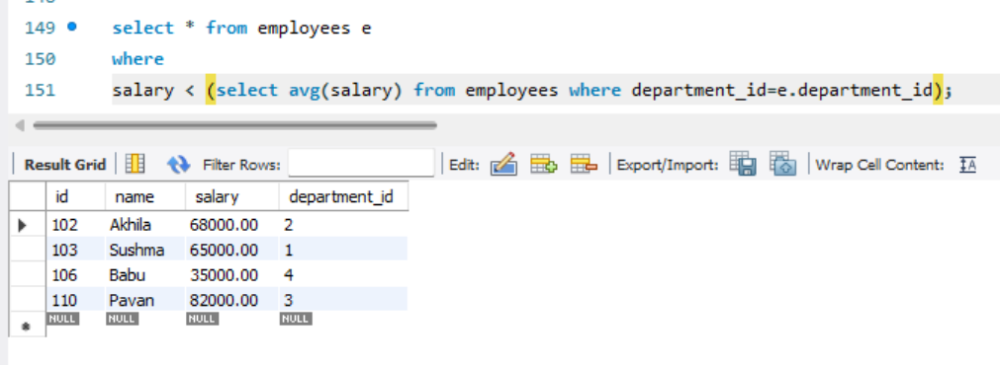 149 select * from employees e
150 where
151 salary < (select avg(salary) from employees where department_id=e.department_id);
Result Grid Filter Rows: Edit: Export/Import: Wrap Cell Content: IA
id name salary department_id
102 Akhila 68000.00 2
103 Sushma 65000.00 1
106 Babu 35000.00 4
110 Pavan 82000.00 3
NULL NULL NULL NULL